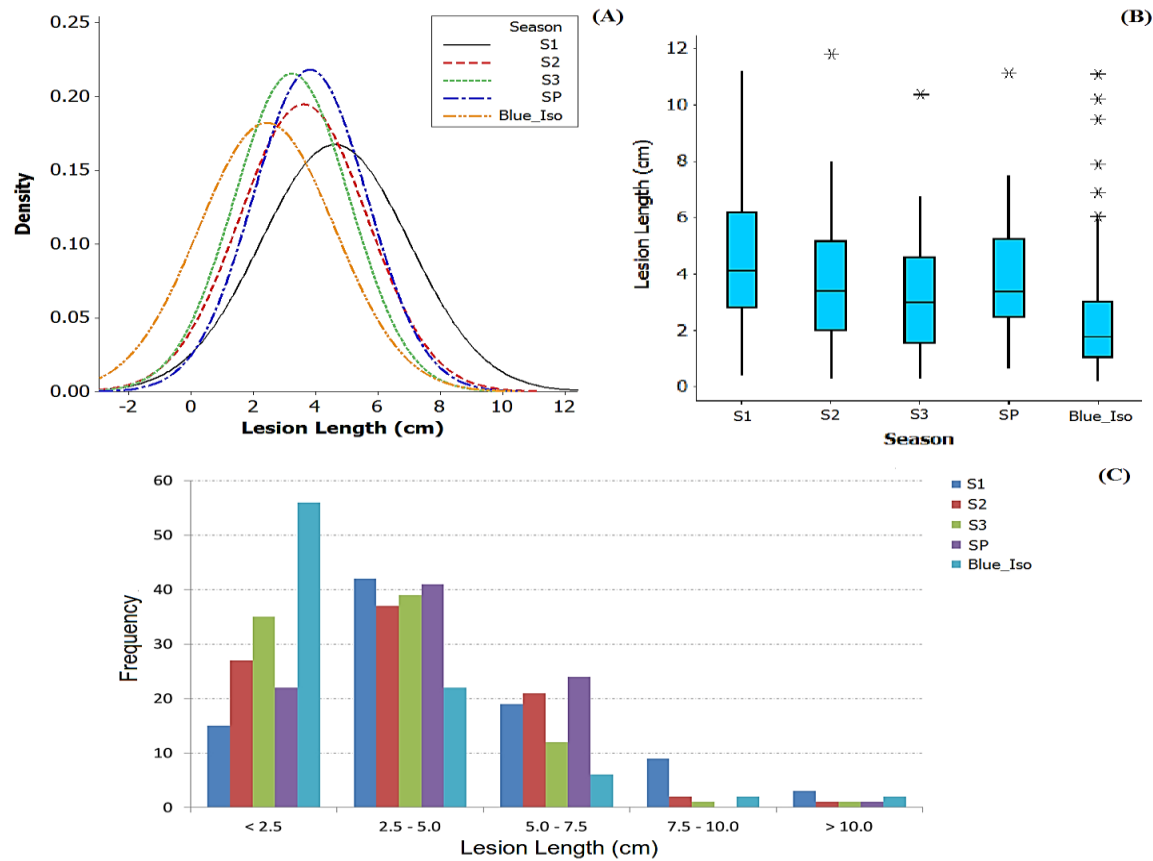 (A)
0.25
0.20
0.15
0.10
0.05
0.00
Density
-2 0 2 4 6 8 10 12
Lesion Length (cm)
Season
S1
S2
S3
SP
Blue_Iso
(B)
12
10
8
6
4
2
0
Lesion Length (cm)
S1 S2 S3 SP Blue_Iso
Season
(C)
60
50
40
30
20
10
0
Frequency
< 2.5 2.5 - 5.0 5.0 - 7.5 7.5 - 10.0 > 10.0
Lesion Length (cm)
S1
S2
S3
SP
Blue_Iso